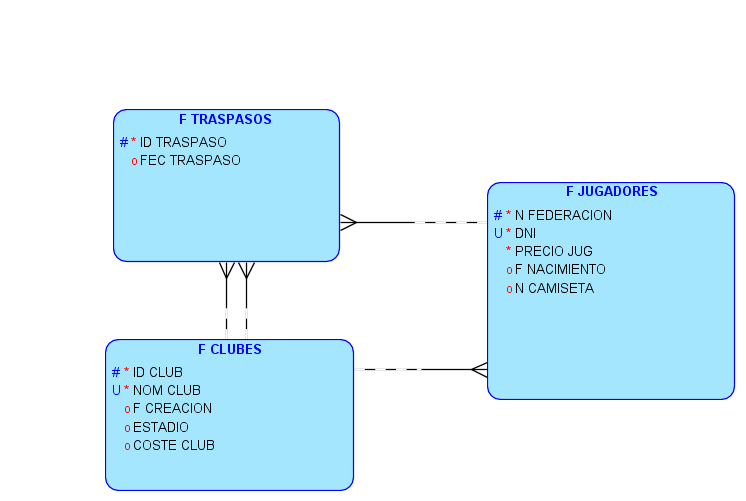 F TRASPASOS
# * ID TRASPASO
o FEC TRASPASO
F JUGADORES
# * N FEDERACION
U * DNI
* PRECIO JUG
o F NACIMIENTO
o N CAMISETA
F CLUBES
# * ID CLUB
U * NOM CLUB
o F CREACION
o ESTADIO
o COSTE CLUB